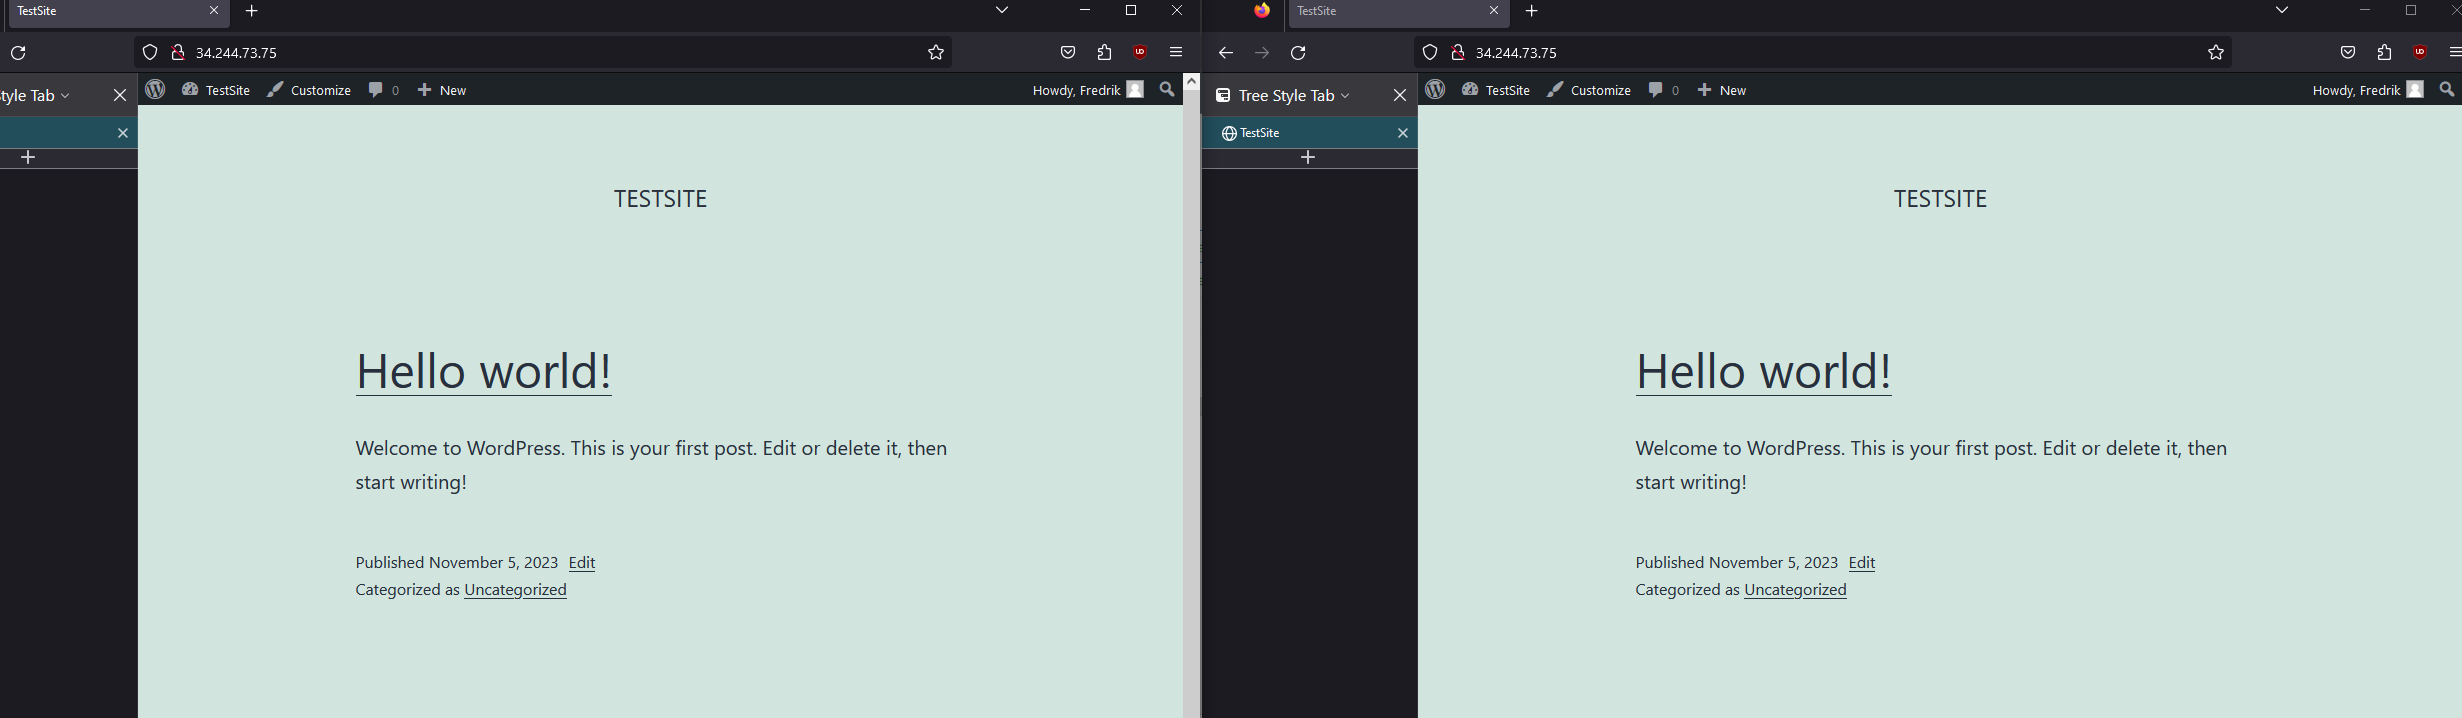 TestSite
34.244.73.75
tyle Tab
TestSite Customize 0 New Howdy, Fredrik
TESTSITE
Hello world!
Welcome to WordPress. This is your first post. Edit or delete it, then
start writing!
Published November 5, 2023 Edit
Categorized as Uncategorized
TestSite
34.244.73.75
Tree Style Tab
TestSite
TestSite Customize 0 New Howdy, Fredrik
TESTSITE
Hello world!
Welcome to WordPress. This is your first post. Edit or delete it, then
start writing!
Published November 5, 2023 Edit
Categorized as Uncategorized